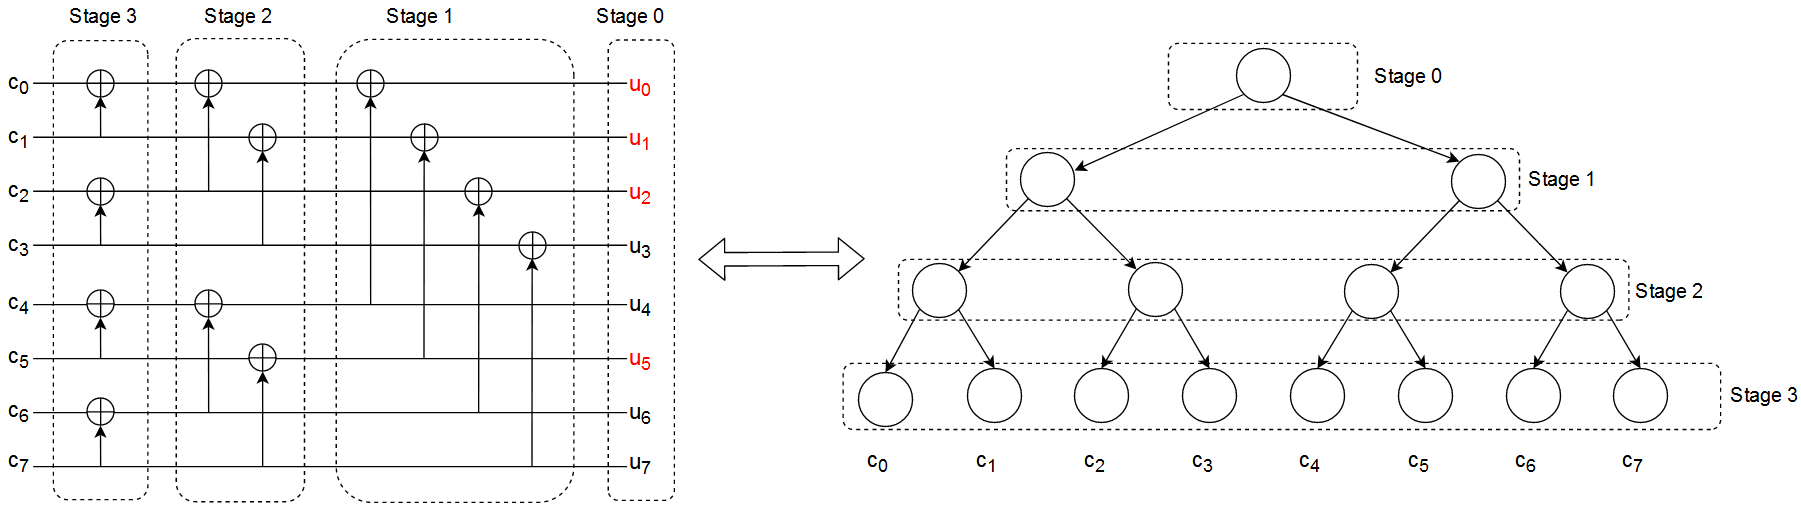 Stage 3 Stage 2 Stage 1 Stage 0
c0 u0
c1 u1
c2 u2
c3 u3
c4 u4
c5 u5
c6 u6
c7 u7
Stage 0
Stage 1
Stage 2
Stage 3
c0 c1 c2 c3 c4 c5 c6 c7